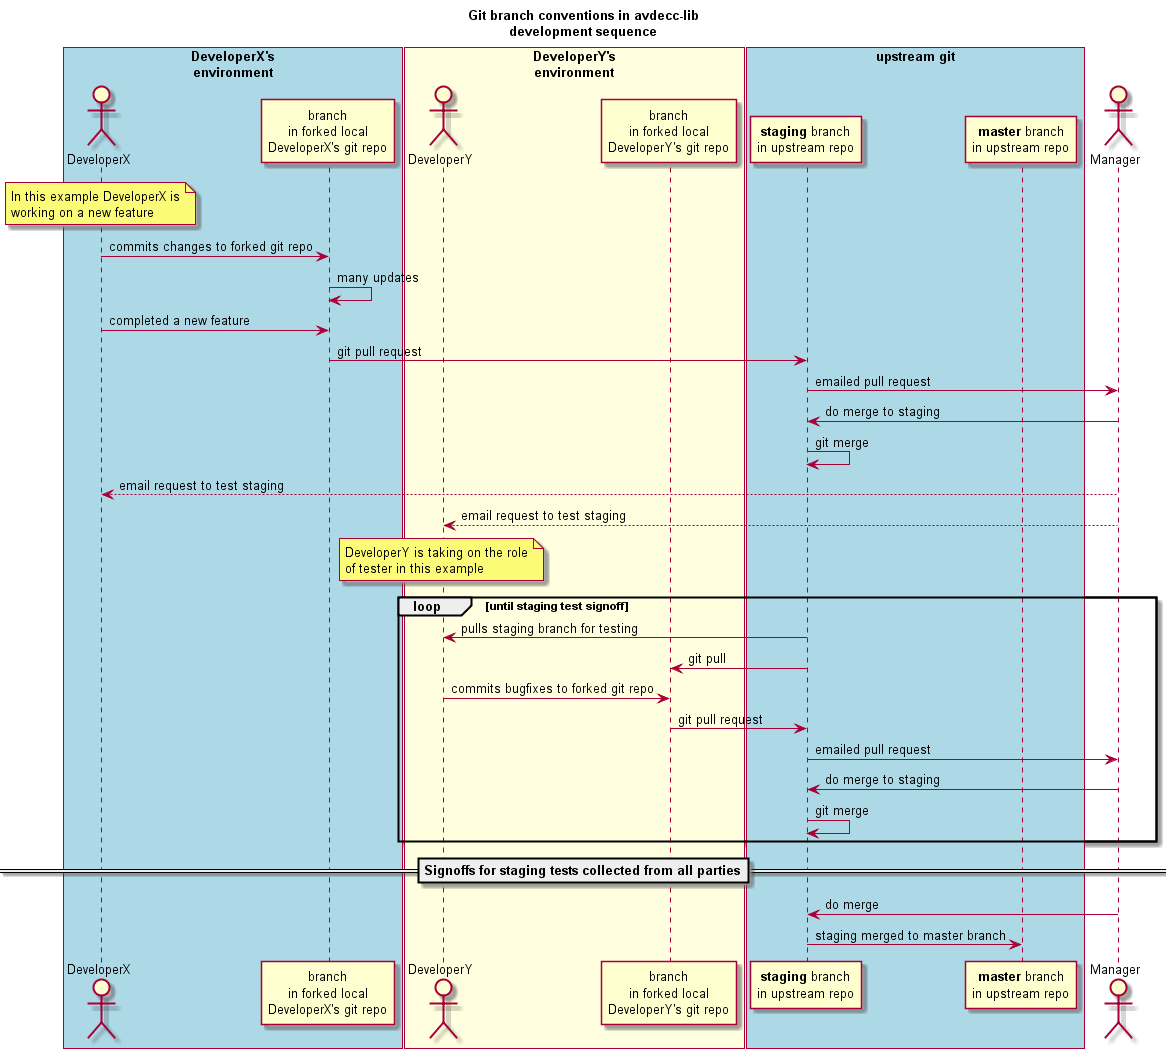 Git branch conventions in avdecc-lib
development sequence
DeveloperX's
environment
DeveloperY's
environment
upstream git
DeveloperX
branch
in forked local
DeveloperX's git repo
DeveloperY
branch
in forked local
DeveloperY's git repo
staging branch
in upstream repo
master branch
in upstream repo
Manager
In this example DeveloperX is
working on a new feature
commits changes to forked git repo
many updates
completed a new feature
git pull request
emailed pull request
do merge to staging
git merge
email request to test staging
email request to test staging
DeveloperY is taking on the role
of tester in this example
loop
[until staging test signoff]
pulls staging branch for testing
git pull
commits bugfixes to forked git repo
git pull request
emailed pull request
do merge to staging
git merge
Signoffs for staging tests collected from all parties
do merge
staging merged to master branch
DeveloperX
branch
in forked local
DeveloperX's git repo
DeveloperY
branch
in forked local
DeveloperY's git repo
staging branch
in upstream repo
master branch
in upstream repo
Manager